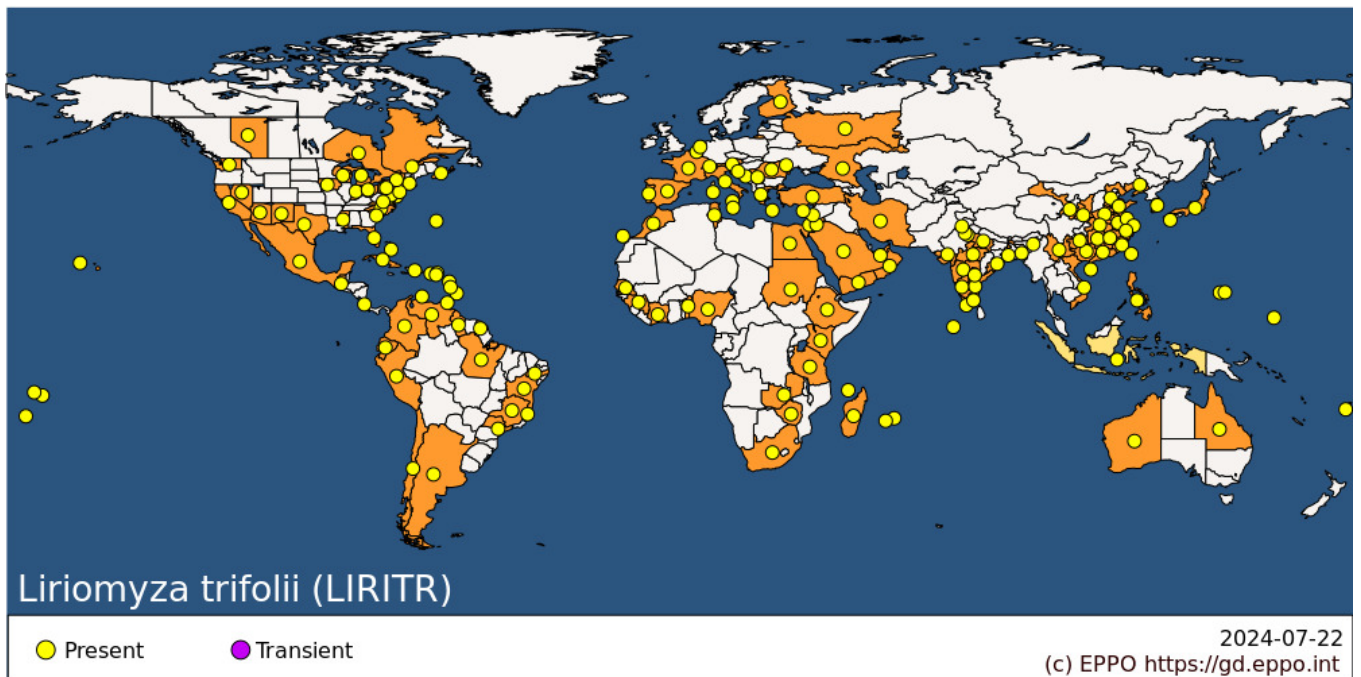 Liriomyza trifolii (LIRITR)
Present
Transient
2024-07-22
(c) EPPO https://gd.eppo.int